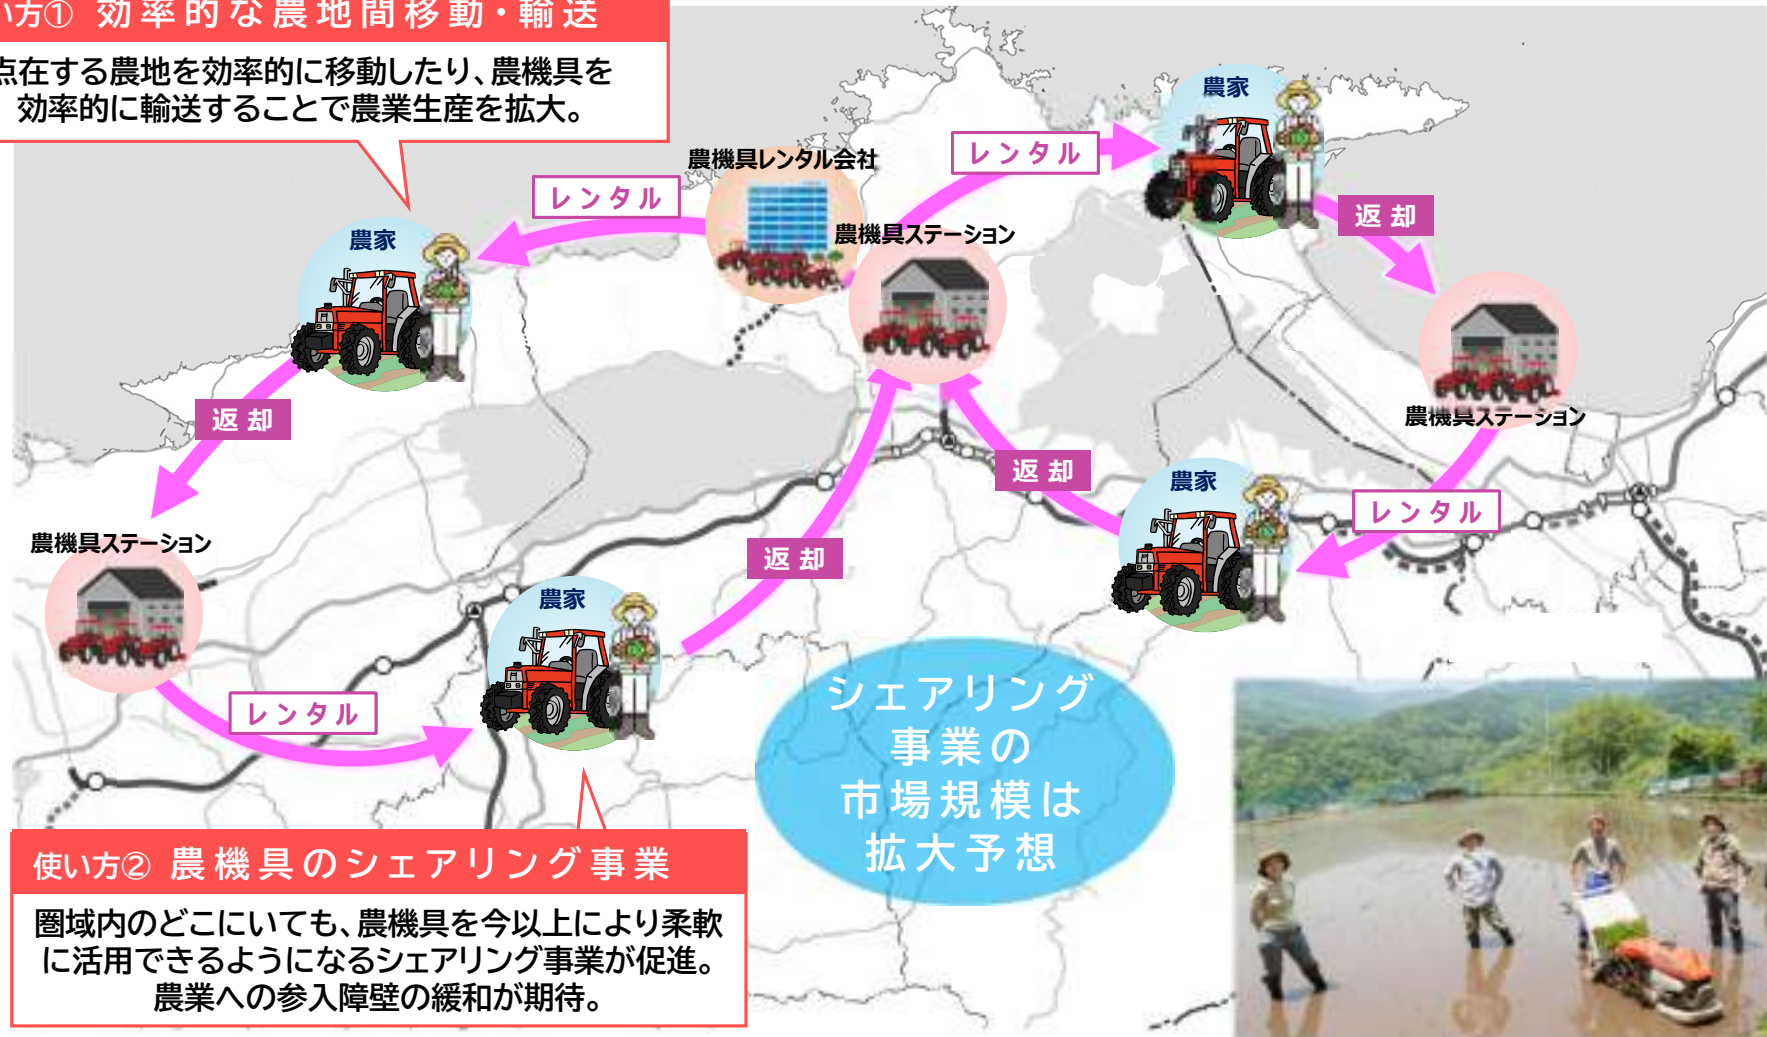 い方① 効率的な農地間移動・輸送
点在する農地を効率的に移動したり、農機具を
効率的に輸送することで農業生産を拡大。
農家
レンタル
農機具レンタル会社
レンタル
返却
農家
農機具ステーション
返却
農機具ステーション
返却
農家
レンタル
農機具ステーション
返却
農家
レンタル
シェアリング
事業の
市場規模は
拡大予想
使い方② 農機具のシェアリング事業
圏域内のどこにいても、農機具を今以上により柔軟
に活用できるようになるシェアリング事業が促進。
農業への参入障壁の緩和が期待。